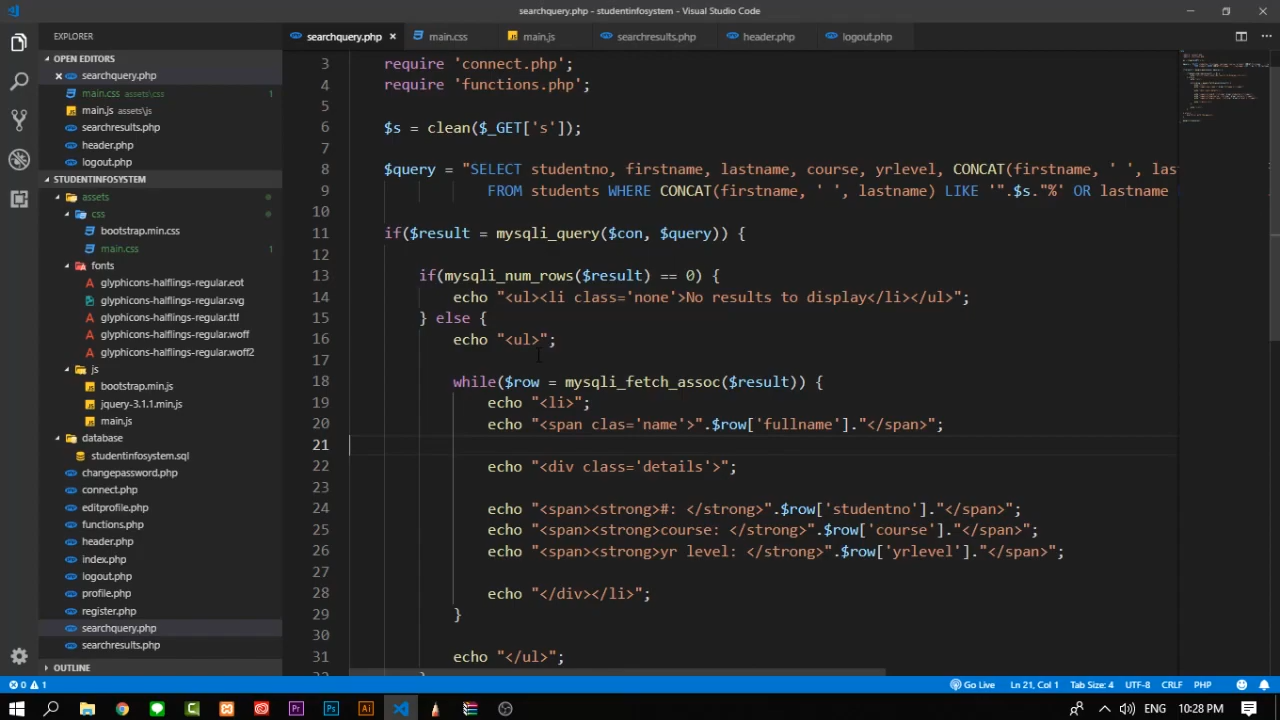 searchquery.php - studentinfosystem - Visual Studio Code
EXPLORER
searchquery.php
main.css
main.js
searchresults.php
header.php
logout.php
OPEN EDITORS
searchquery.php
main.css assets\css 1
main.js assets\js
searchresults.php
header.php
logout.php
STUDENTINFOSYSTEM
assets
css
bootstrap.min.css
main.css 1
fonts
glyphicons-halflings-regular.eot
glyphicons-halflings-regular.svg
glyphicons-halflings-regular.ttf
glyphicons-halflings-regular.woff
glyphicons-halflings-regular.woff2
js
bootstrap.min.js
jquery-3.1.1.min.js
main.js
database
studentinfosystem.sql
changepassword.php
connect.php
editprofile.php
functions.php
header.php
index.php
logout.php
profile.php
register.php
searchquery.php
searchresults.php
OUTLINE
3 require 'connect.php';
4 require 'functions.php';
5
6 $s = clean($_GET['s']);
7
8 $query = "SELECT studentno, firstname, lastname, course, yrlevel, CONCAT(firstname, ' ', las
9 FROM students WHERE CONCAT(firstname, ' ', lastname) LIKE '".$s."%' OR lastname
10
11 if($result = mysqli_query($con, $query)) {
12
13 if(mysqli_num_rows($result) == 0) {
14 echo "<ul><li class='none'>No results to display</li></ul>";
15 } else {
16 echo "<ul>";
17
18 while($row = mysqli_fetch_assoc($result)) {
19 echo "<li>";
20 echo "<span clas='name'>".$row['fullname']."</span>";
21
22 echo "<div class='details'>";
23
24 echo "<span><strong>#: </strong>".$row['studentno']."</span>";
25 echo "<span><strong>course: </strong>".$row['course']."</span>";
26 echo "<span><strong>yr level: </strong>".$row['yrlevel']."</span>";
27
28 echo "</div></li>";
29 }
30
31 echo "</ul>";
0 1
Go Live
Ln 21, Col 1
Tab Size: 4
UTF-8
CRLF
PHP
ENG
10:28 PM